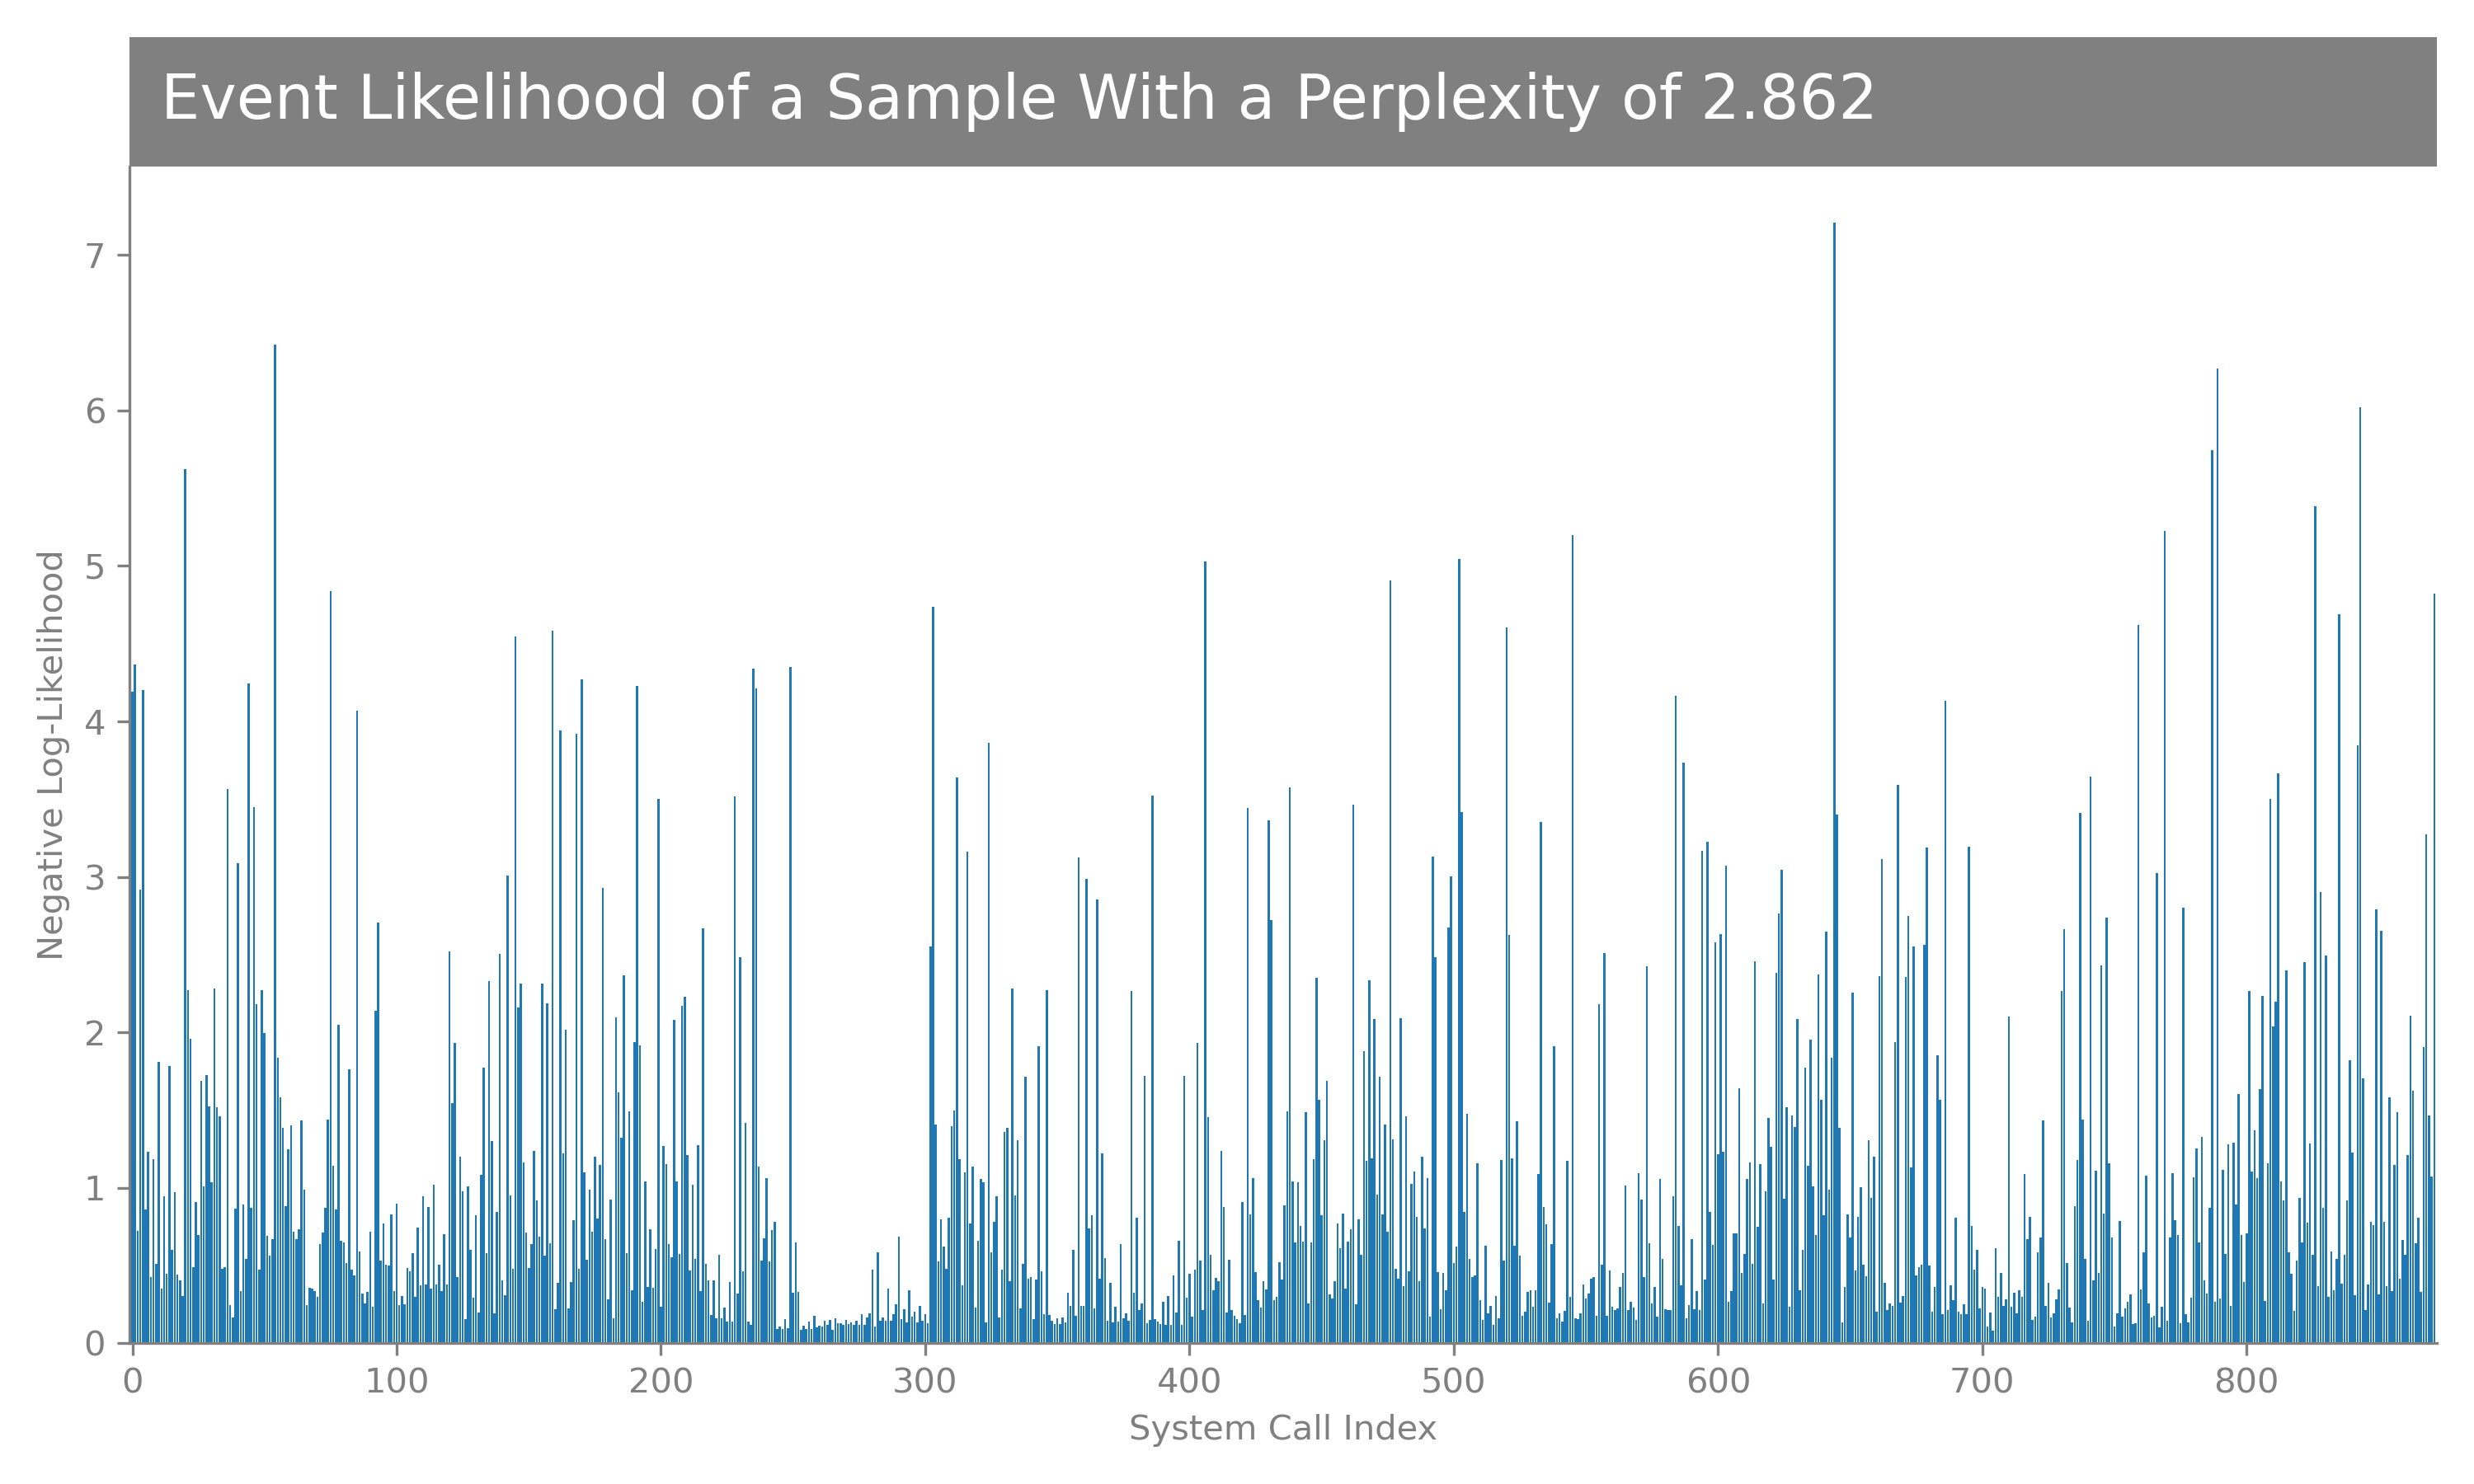 Event Likelihood of a Sample With a Perplexity of 2.862
7
6
5
4
3
2
1
0
Negative Log-Likelihood
0 100 200 300 400 500 600 700 800
System Call Index